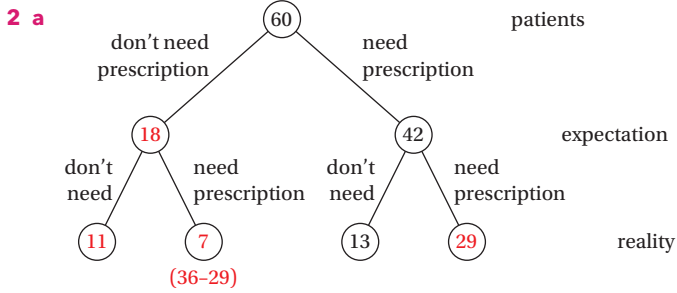 2 a
60
patients
don't need
prescription
need
prescription
18
42
expectation
don't
need
need
prescription
don't
need
need
prescription
11
7
13
29
reality
(36–29)